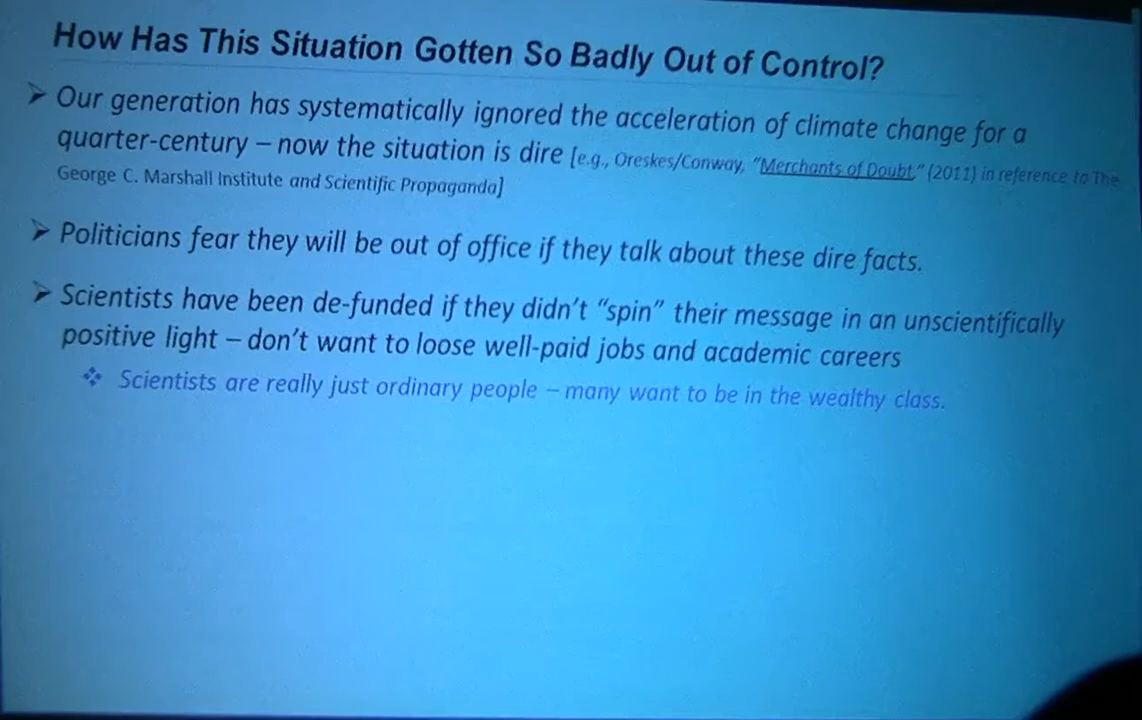 How Has This Situation Gotten So Badly Out of Control?
➢ Our generation has systematically ignored the acceleration of climate change for a
quarter-century – now the situation is dire [e.g., Oreskes/Conway, "Merchants of Doubt," (2011) in reference to The
George C. Marshall Institute and Scientific Propaganda]
➢ Politicians fear they will be out of office if they talk about these dire facts.
➢ Scientists have been de-funded if they didn't "spin" their message in an unscientifically
positive light – don't want to loose well-paid jobs and academic careers
❖ Scientists are really just ordinary people – many want to be in the wealthy class.